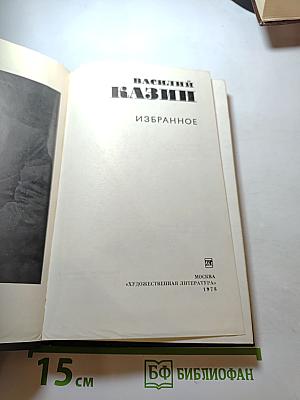 ВАСИЛИЙ
КАЗИН
ИЗБРАННОЕ
МОСКВА
«ХУДОЖЕСТВЕННАЯ ЛИТЕРАТУРА»
1978
15 см
БФ БИБЛИОФАН